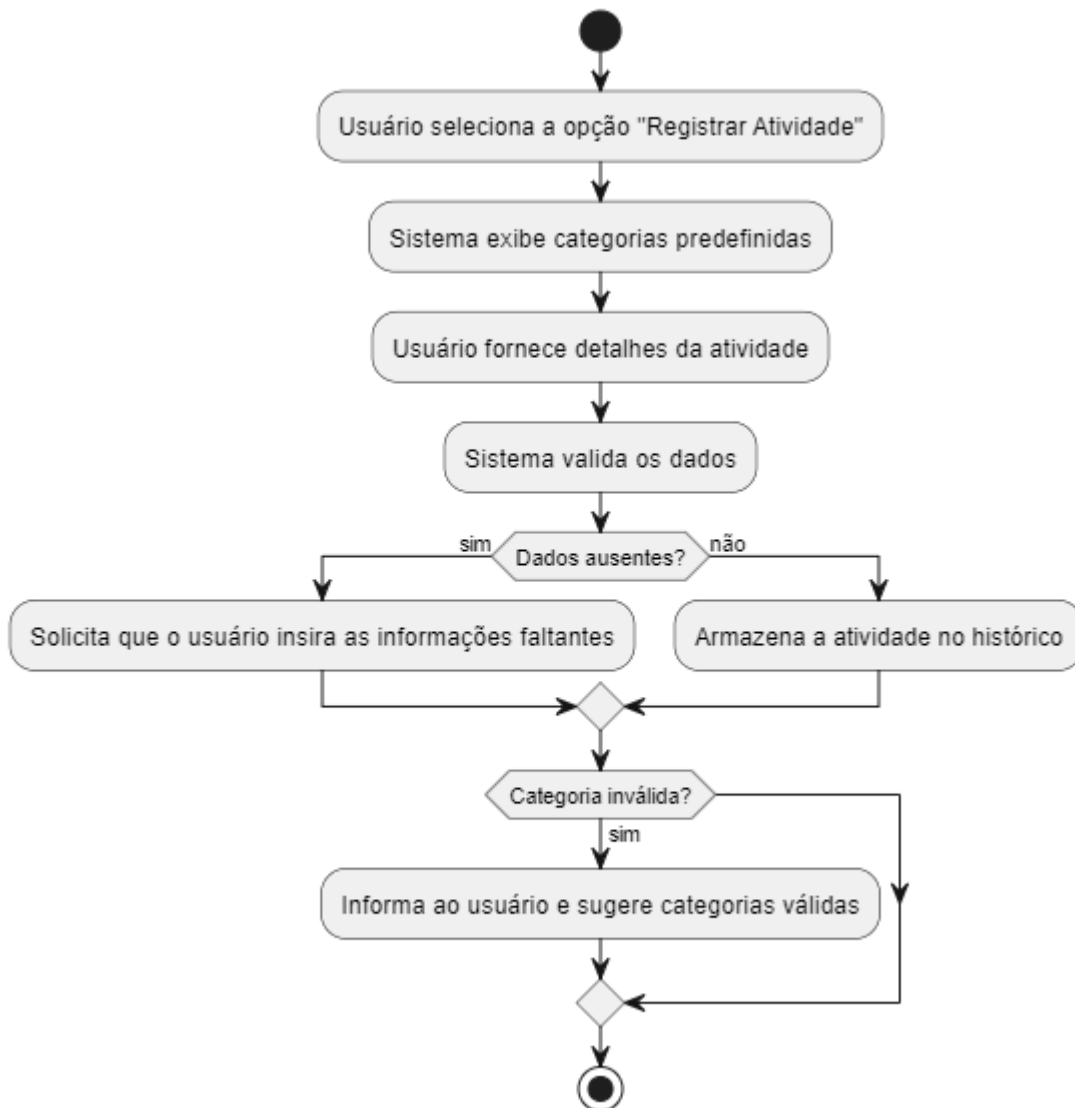 Usuário seleciona a opção "Registrar Atividade"
Sistema exibe categorias predefinidas
Usuário fornece detalhes da atividade
Sistema valida os dados
sim
Dados ausentes?
não
Solicita que o usuário insira as informações faltantes
Armazena a atividade no histórico
Categoria inválida?
sim
Informa ao usuário e sugere categorias válidas